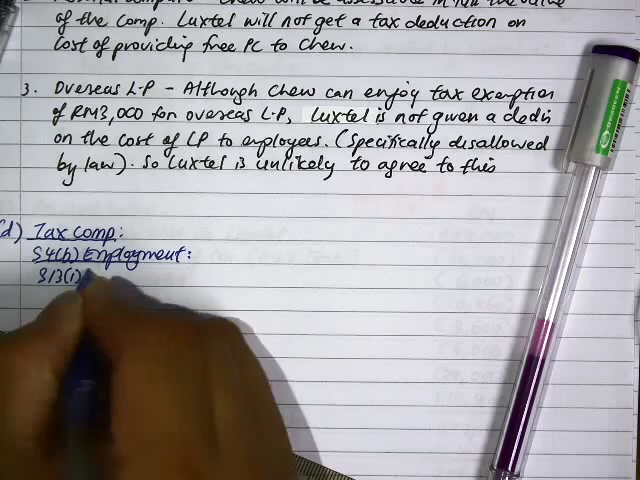 of the comp. Luxtel will not get a tax deduction on
cost of providing free PC to Chew.
3. Overseas L.P - Although Chew can enjoy tax exemption
of RM3,000 for overseas L.P, Luxtel is not given a dedn
on the cost of LP to employees. (Specifically disallowed
by law). So Luxtel is unlikely to agree to this
(d) Tax comp:
S4(b) Employment:
S13(1)